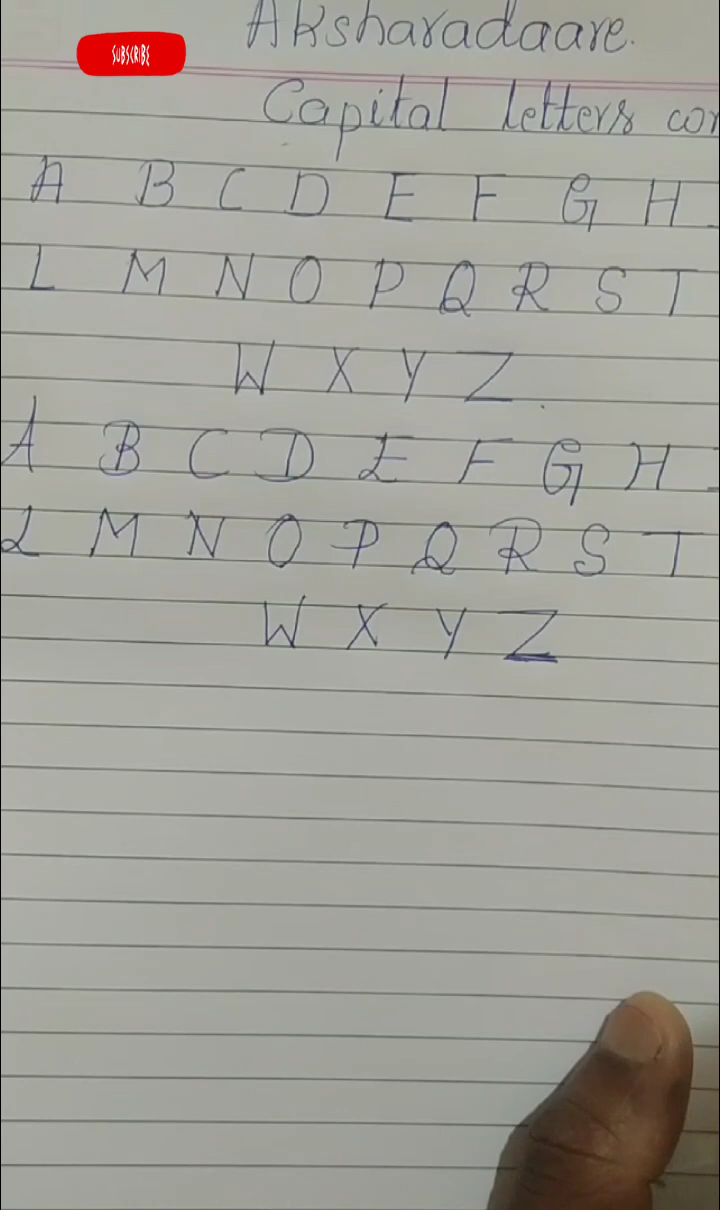 Aksharadaare.
SUBSCRIBE
Capital letters
A B C D E F G H
L M N O P Q R S T
W X Y Z
A B C D E F G H
L M N O P Q R S T
W X Y Z